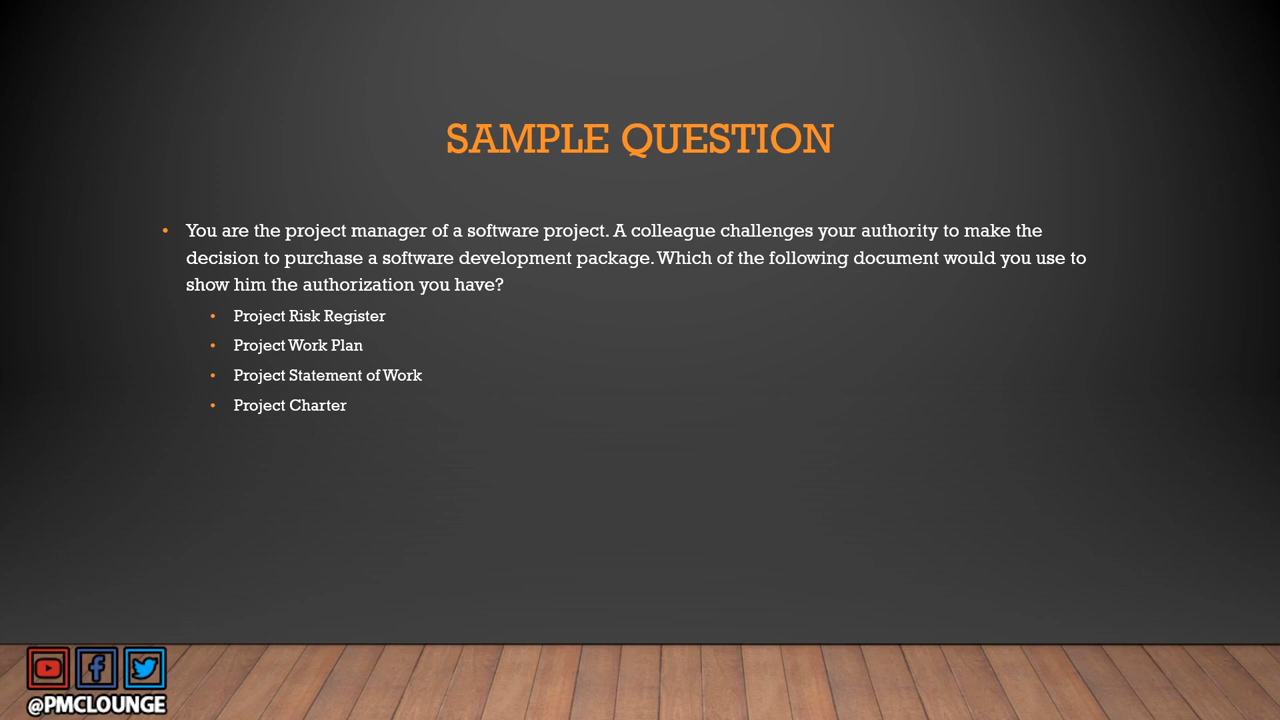 SAMPLE QUESTION
• You are the project manager of a software project. A colleague challenges your authority to make the
decision to purchase a software development package. Which of the following document would you use to
show him the authorization you have?
• Project Risk Register
• Project Work Plan
• Project Statement of Work
• Project Charter
@PMCLOUNGE